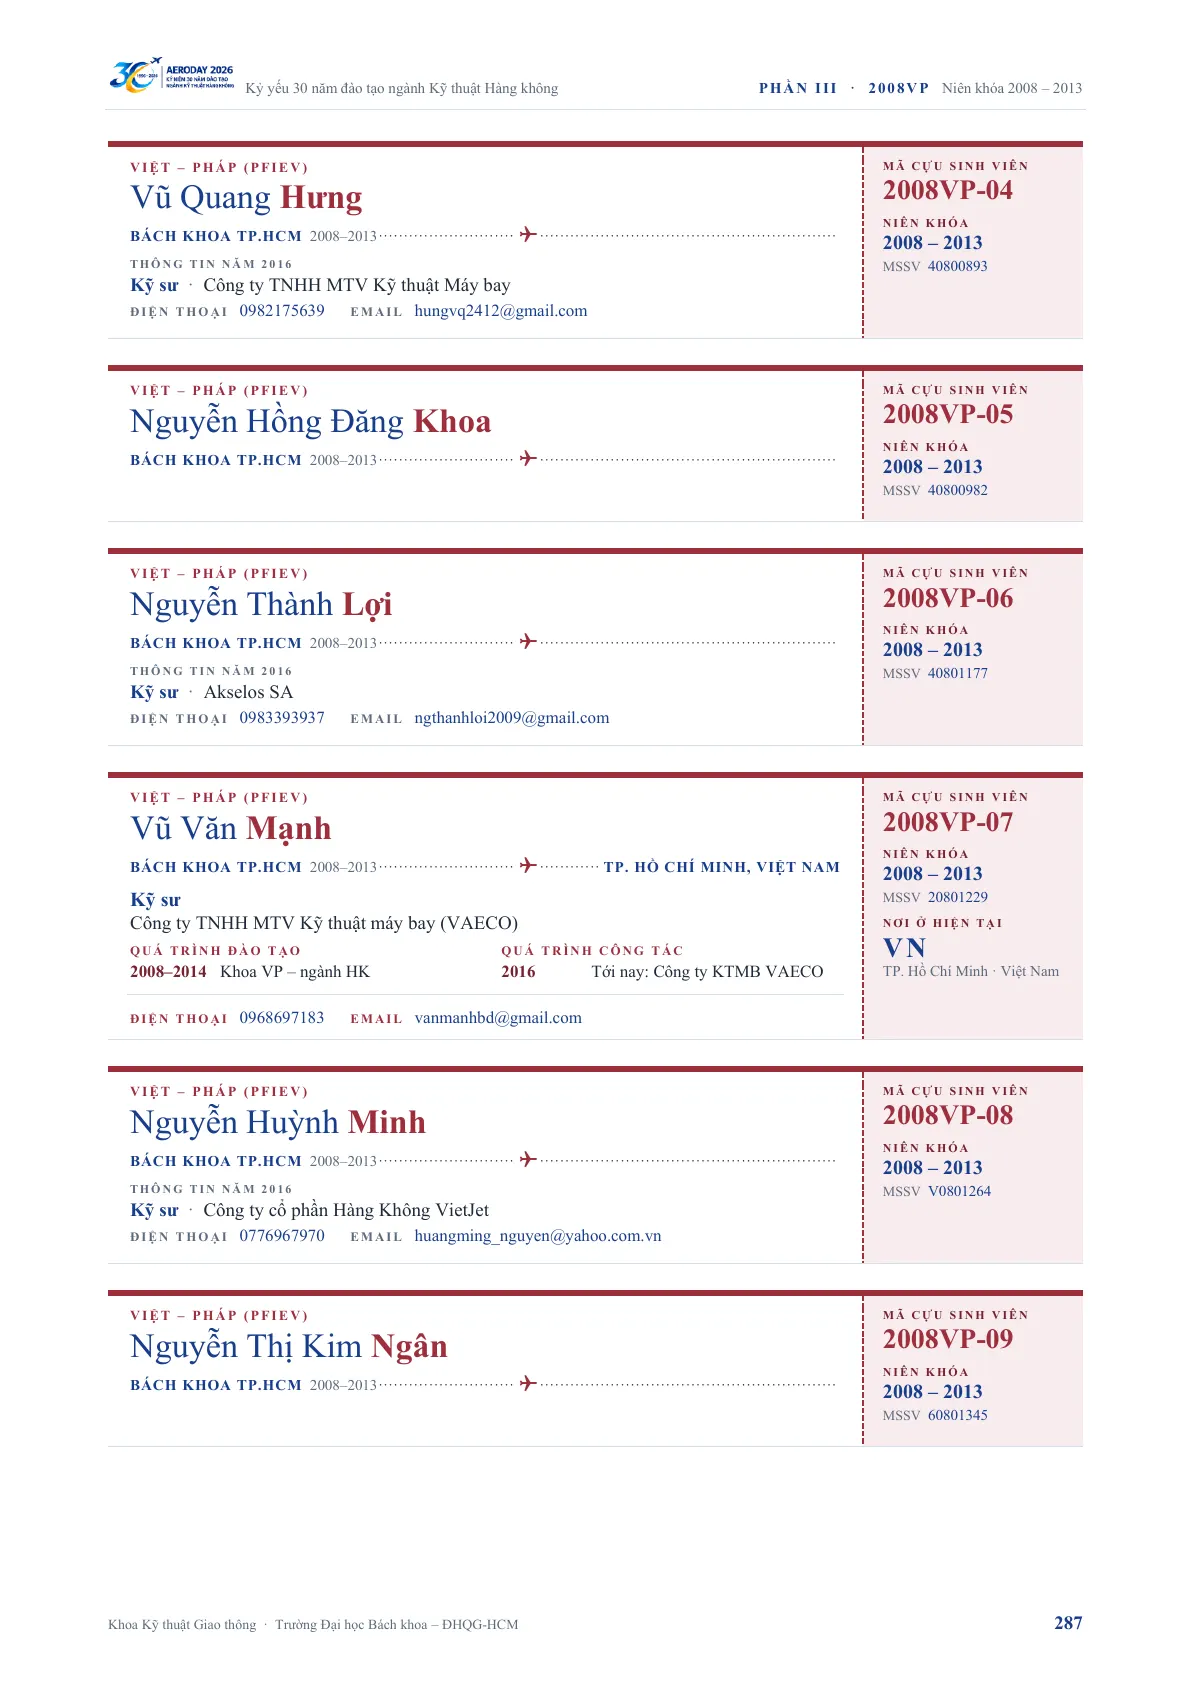 30 1996 - 2026 AERODAY 2026
KỶ NIỆM 30 NĂM ĐÀO TẠO
NGÀNH KỸ THUẬT HÀNG KHÔNG
Kỷ yếu 30 năm đào tạo ngành Kỹ thuật Hàng không
PHẦN III · 2008VP Niên khóa 2008 – 2013
VIỆT – PHÁP (PFIEV)
Vũ Quang Hưng
BÁCH KHOA TP.HCM 2008–2013
THÔNG TIN NĂM 2016
Kỹ sư · Công ty TNHH MTV Kỹ thuật Máy bay
ĐIỆN THOẠI 0982175639 EMAIL hungvq2412@gmail.com
MÃ CỰU SINH VIÊN
2008VP-04
NIÊN KHÓA
2008 – 2013
MSSV 40800893
VIỆT – PHÁP (PFIEV)
Nguyễn Hồng Đăng Khoa
BÁCH KHOA TP.HCM 2008–2013
MÃ CỰU SINH VIÊN
2008VP-05
NIÊN KHÓA
2008 – 2013
MSSV 40800982
VIỆT – PHÁP (PFIEV)
Nguyễn Thành Lợi
BÁCH KHOA TP.HCM 2008–2013
THÔNG TIN NĂM 2016
Kỹ sư · Akselos SA
ĐIỆN THOẠI 0983393937 EMAIL ngthanhloi2009@gmail.com
MÃ CỰU SINH VIÊN
2008VP-06
NIÊN KHÓA
2008 – 2013
MSSV 40801177
VIỆT – PHÁP (PFIEV)
Vũ Văn Mạnh
BÁCH KHOA TP.HCM 2008–2013 TP. HỒ CHÍ MINH, VIỆT NAM
Kỹ sư
Công ty TNHH MTV Kỹ thuật máy bay (VAECO)
QUÁ TRÌNH ĐÀO TẠO
2008–2014 Khoa VP – ngành HK
QUÁ TRÌNH CÔNG TÁC
2016 Tới nay: Công ty KTMB VAECO
ĐIỆN THOẠI 0968697183 EMAIL vanmanhbd@gmail.com
MÃ CỰU SINH VIÊN
2008VP-07
NIÊN KHÓA
2008 – 2013
MSSV 20801229
NƠI Ở HIỆN TẠI
VN
TP. Hồ Chí Minh · Việt Nam
VIỆT – PHÁP (PFIEV)
Nguyễn Huỳnh Minh
BÁCH KHOA TP.HCM 2008–2013
THÔNG TIN NĂM 2016
Kỹ sư · Công ty cổ phần Hàng Không VietJet
ĐIỆN THOẠI 0776967970 EMAIL huangming_nguyen@yahoo.com.vn
MÃ CỰU SINH VIÊN
2008VP-08
NIÊN KHÓA
2008 – 2013
MSSV V0801264
VIỆT – PHÁP (PFIEV)
Nguyễn Thị Kim Ngân
BÁCH KHOA TP.HCM 2008–2013
MÃ CỰU SINH VIÊN
2008VP-09
NIÊN KHÓA
2008 – 2013
MSSV 60801345
Khoa Kỹ thuật Giao thông · Trường Đại học Bách khoa – ĐHQG-HCM
287